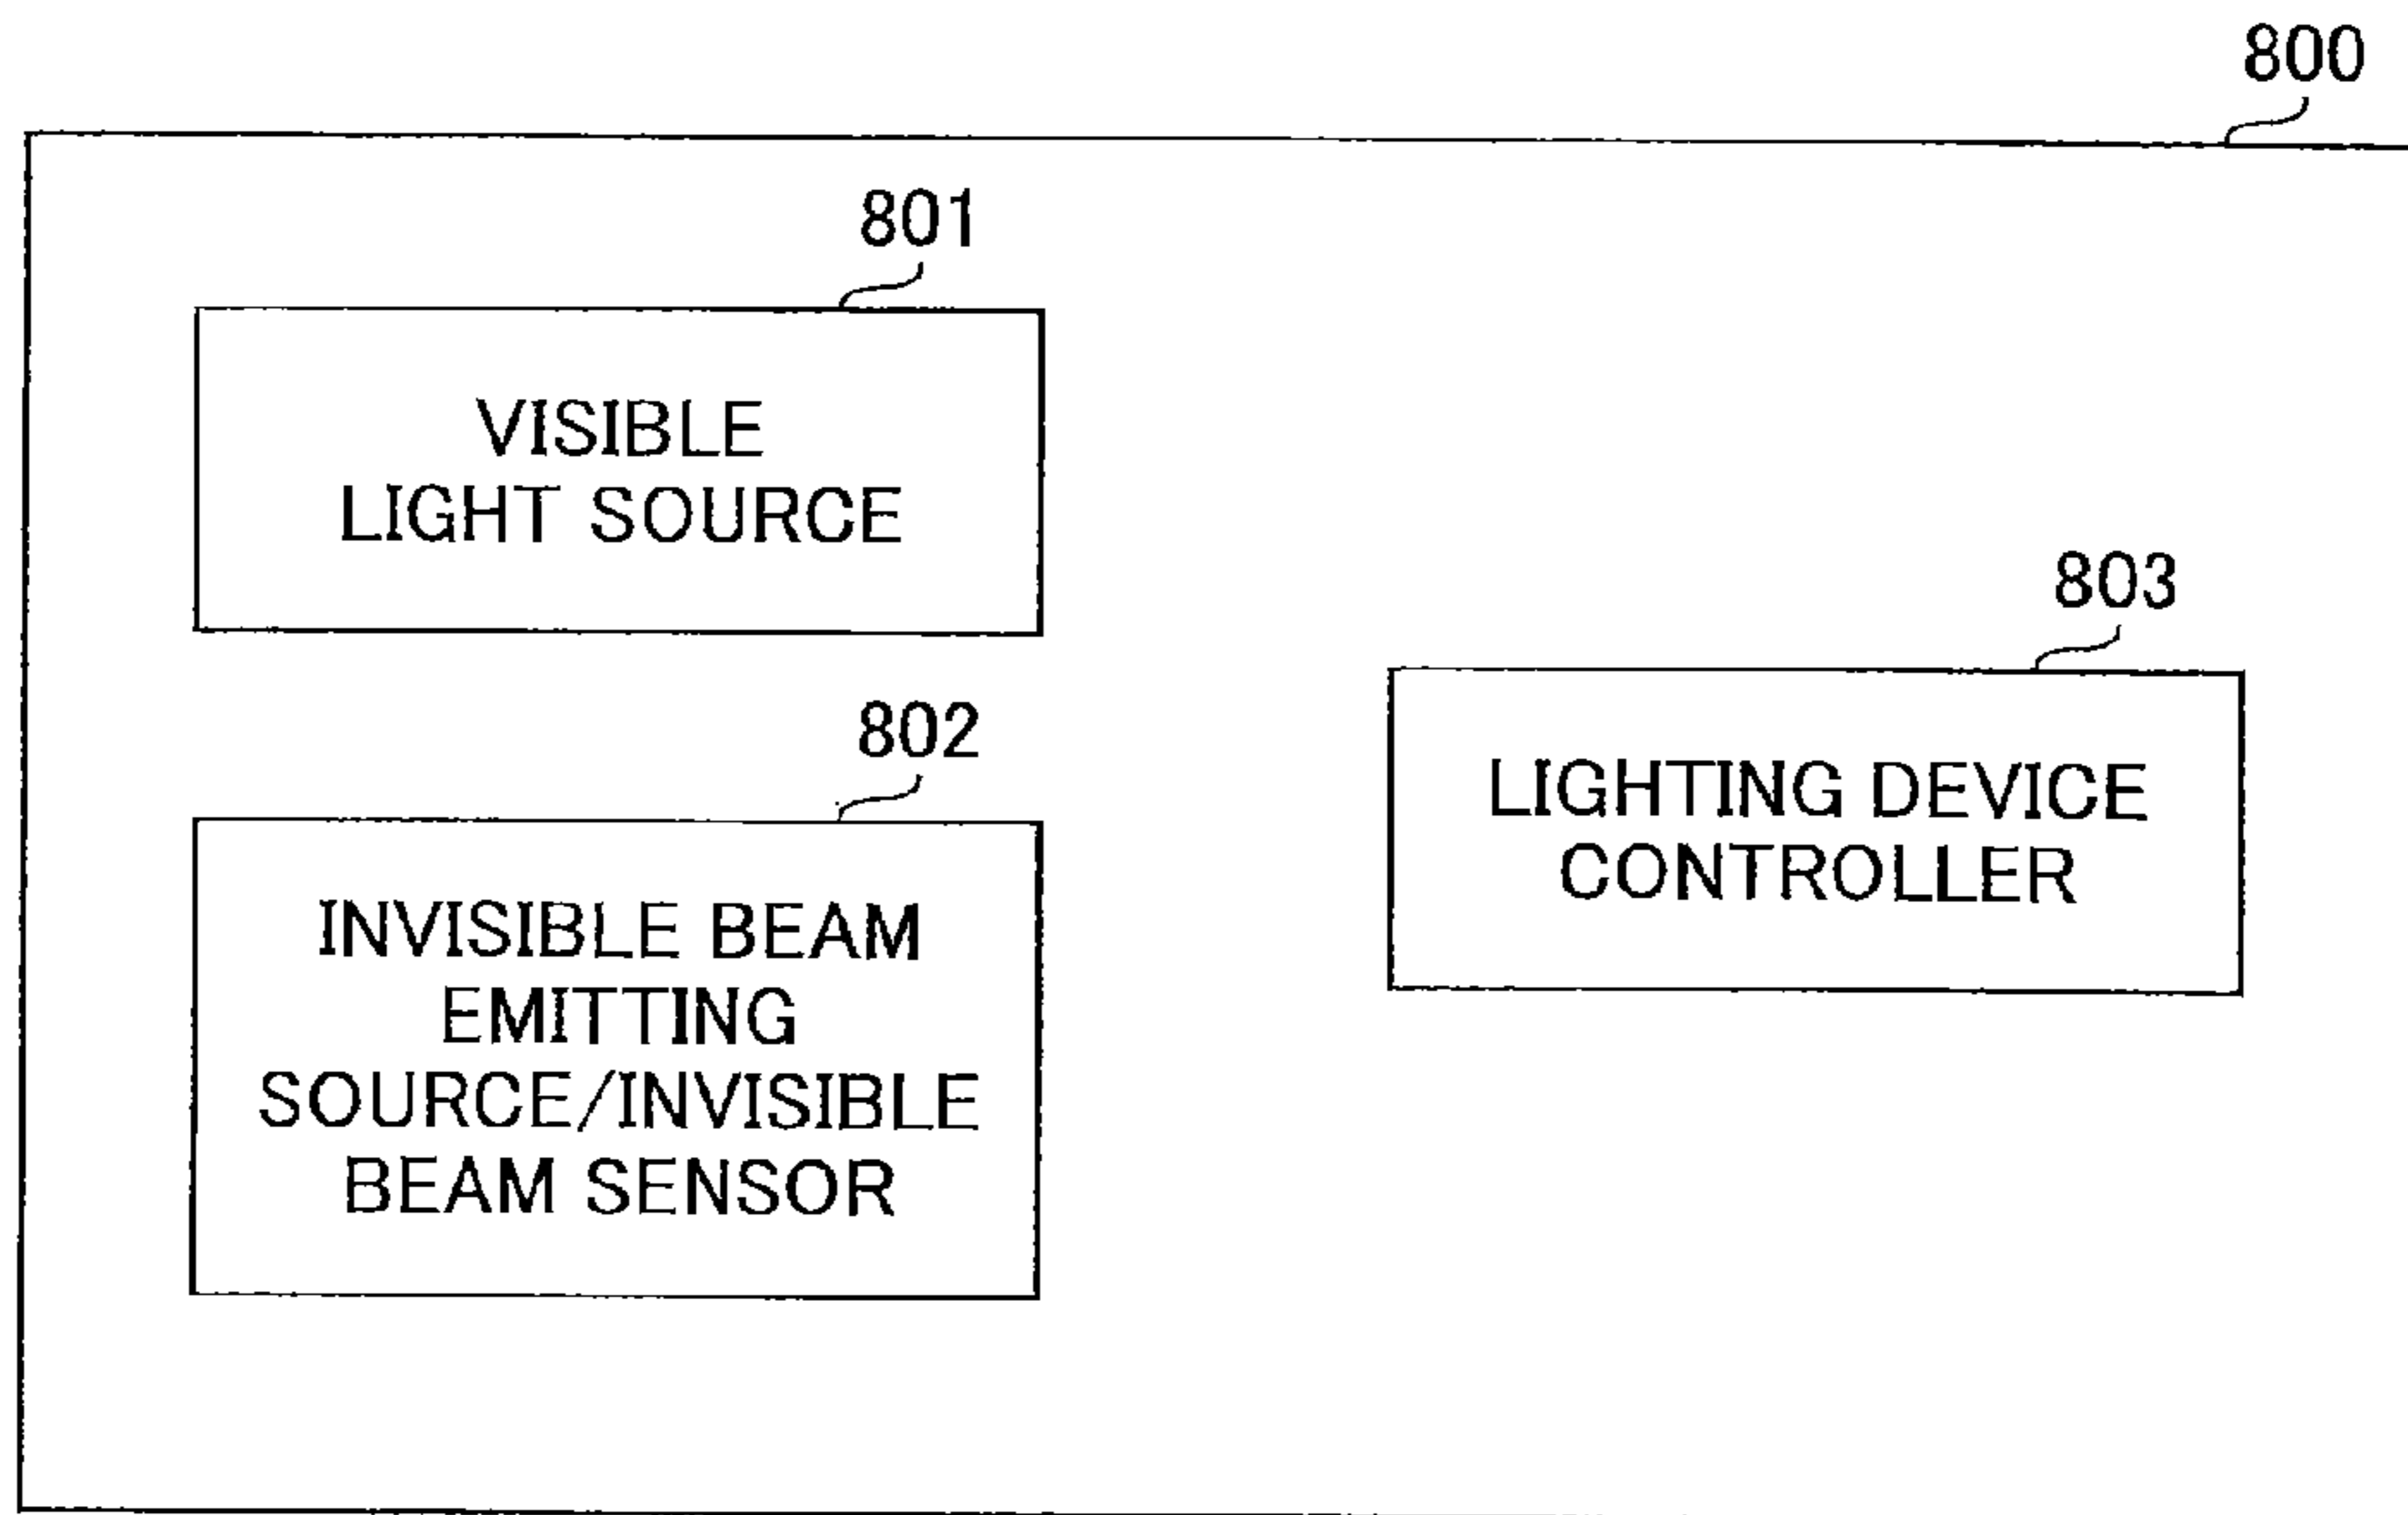 800
801
VISIBLE
LIGHT SOURCE
802
INVISIBLE BEAM
EMITTING
SOURCE/INVISIBLE
BEAM SENSOR
803
LIGHTING DEVICE
CONTROLLER